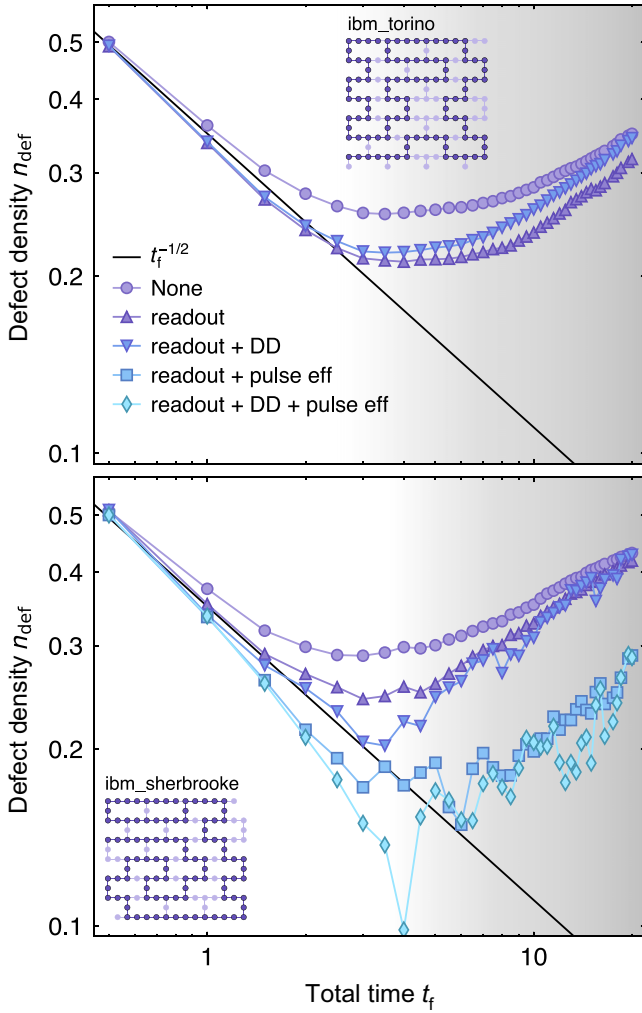 ibm_torino
0.5
0.4
0.3
0.2
0.1
Defect density n_def
t_f^{-1/2}
None
readout
readout + DD
readout + pulse eff
readout + DD + pulse eff
0.5
0.4
0.3
0.2
0.1
Defect density n_def
ibm_sherbrooke
1
10
Total time t_f